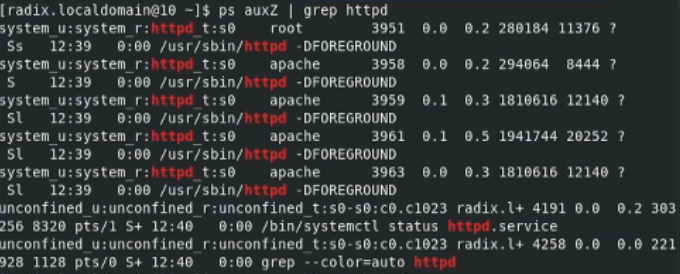 [radix.localdomain@10 ~]$ ps auxZ | grep httpd
system_u:system_r:httpd_t:s0    root       3951  0.0  0.2 280184 11376 ?
 Ss   12:39   0:00 /usr/sbin/httpd -DFOREGROUND
system_u:system_r:httpd_t:s0    apache     3958  0.0  0.2 294064  8444 ?
 S    12:39   0:00 /usr/sbin/httpd -DFOREGROUND
system_u:system_r:httpd_t:s0    apache     3959  0.1  0.3 1810616 12140 ?
 Sl   12:39   0:00 /usr/sbin/httpd -DFOREGROUND
system_u:system_r:httpd_t:s0    apache     3961  0.1  0.5 1941744 20252 ?
 Sl   12:39   0:00 /usr/sbin/httpd -DFOREGROUND
system_u:system_r:httpd_t:s0    apache     3963  0.0  0.3 1810616 12140 ?
 Sl   12:39   0:00 /usr/sbin/httpd -DFOREGROUND
unconfined_u:unconfined_r:unconfined_t:s0-s0:c0.c1023 radix.l+ 4191 0.0  0.2 303
256 8320 pts/1 S+ 12:40   0:00 /bin/systemctl status httpd.service
unconfined_u:unconfined_r:unconfined_t:s0-s0:c0.c1023 radix.l+ 4258 0.0  0.0 221
928 1128 pts/0 S+ 12:40   0:00 grep --color=auto httpd